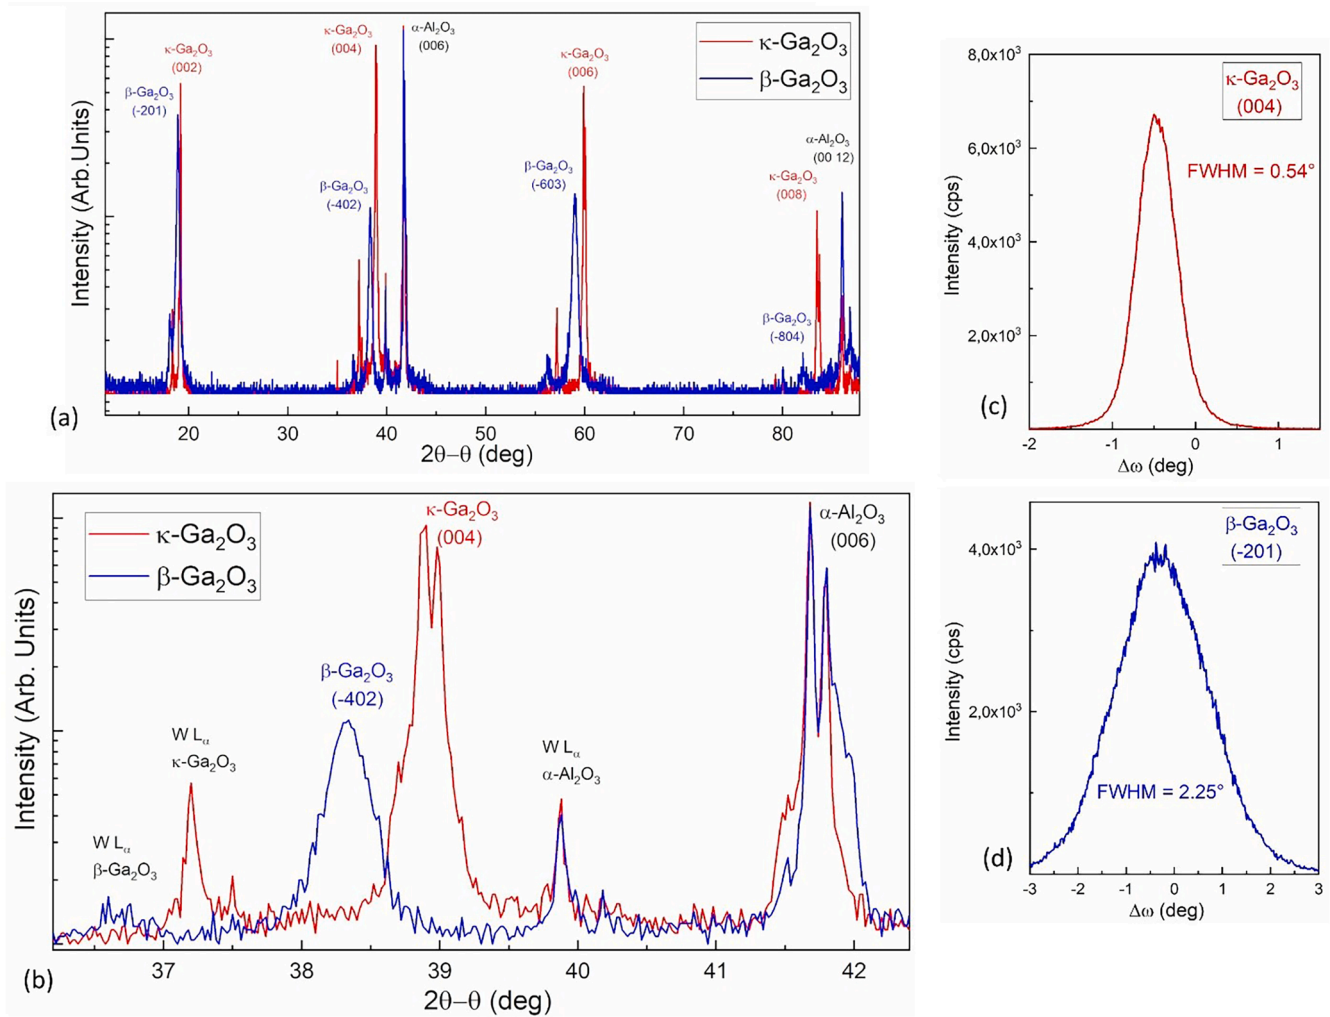 κ-Ga₂O₃
(004)
α-Al₂O₃
(006)
κ-Ga₂O₃
β-Ga₂O₃
κ-Ga₂O₃
(002)
κ-Ga₂O₃
(006)
β-Ga₂O₃
(-201)
α-Al₂O₃
(00 12)
β-Ga₂O₃
(-603)
κ-Ga₂O₃
(008)
β-Ga₂O₃
(-402)
β-Ga₂O₃
(-804)
Intensity (Arb.Units)
20 30 40 50 60 70 80
2θ−θ (deg)
(a)
8,0x10³
6,0x10³
4,0x10³
2,0x10³
Intensity (cps)
κ-Ga₂O₃
(004)
FWHM = 0.54°
(c)
-2 -1 0 1
Δω (deg)
κ-Ga₂O₃
β-Ga₂O₃
κ-Ga₂O₃
(004)
α-Al₂O₃
(006)
β-Ga₂O₃
(-402)
W Lα
κ-Ga₂O₃
W Lα
α-Al₂O₃
W Lα
β-Ga₂O₃
Intensity (Arb. Units)
37 38 39 40 41 42
2θ−θ (deg)
(b)
4,0x10³
2,0x10³
Intensity (cps)
β-Ga₂O₃
(-201)
FWHM = 2.25°
(d)
-3 -2 -1 0 1 2 3
Δω (deg)